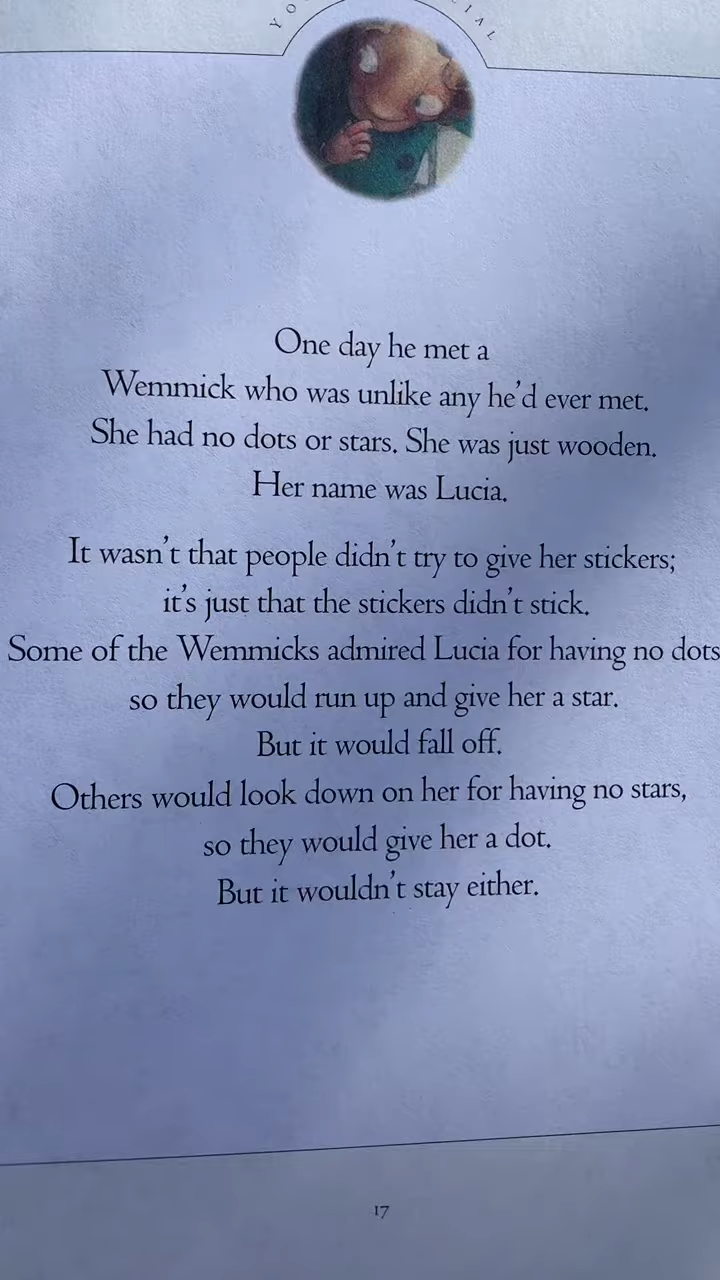 One day he met a
Wemmick who was unlike any he'd ever met.
She had no dots or stars. She was just wooden.
Her name was Lucia.
It wasn't that people didn't try to give her stickers;
it's just that the stickers didn't stick.
Some of the Wemmicks admired Lucia for having no dots
so they would run up and give her a star.
But it would fall off.
Others would look down on her for having no stars,
so they would give her a dot.
But it wouldn't stay either.
17